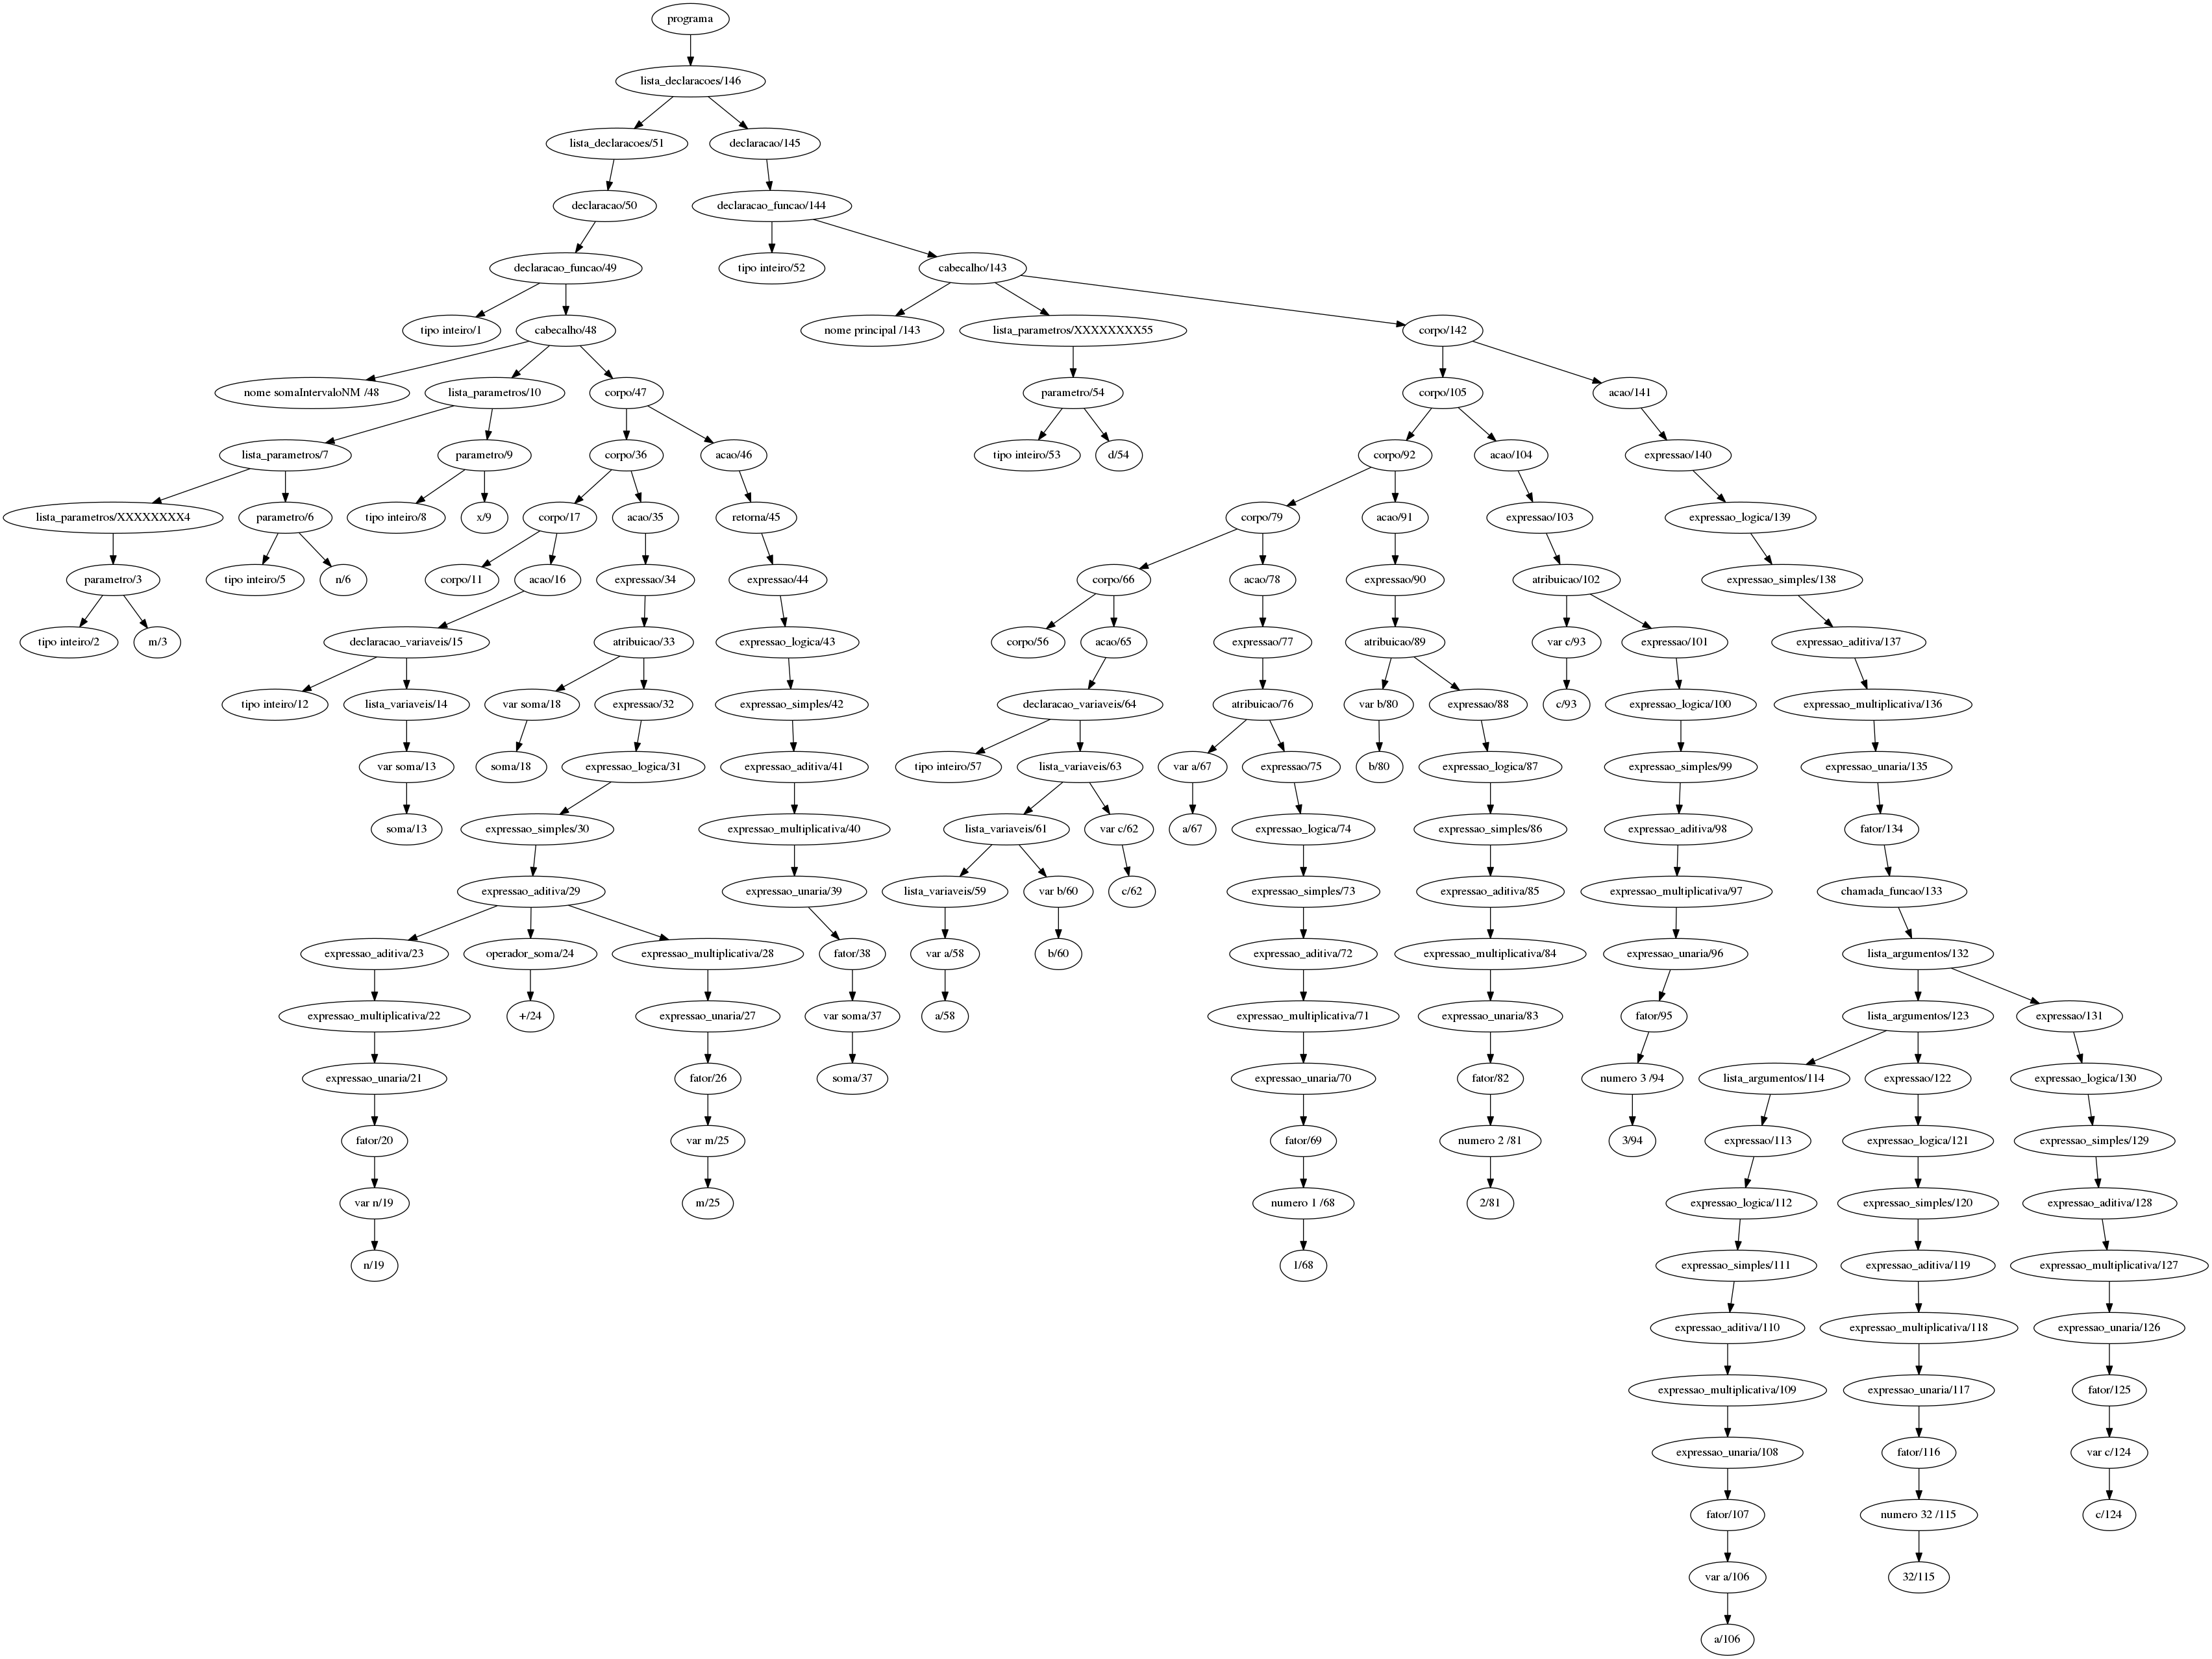 programa
lista_declaracoes/146
lista_declaracoes/51
declaracao/145
declaracao/50
declaracao_funcao/144
declaracao_funcao/49
tipo inteiro/52
cabecalho/143
tipo inteiro/1
cabecalho/48
nome principal /143
lista_parametros/XXXXXXXX55
corpo/142
nome somaIntervaloNM /48
lista_parametros/10
corpo/47
parametro/54
corpo/105
acao/141
lista_parametros/7
parametro/9
corpo/36
acao/46
tipo inteiro/53
d/54
corpo/92
acao/104
expressao/140
lista_parametros/XXXXXXXX4
parametro/6
tipo inteiro/8
x/9
corpo/17
acao/35
retorna/45
corpo/79
acao/91
expressao/103
expressao_logica/139
parametro/3
tipo inteiro/5
n/6
corpo/11
acao/16
expressao/34
expressao/44
corpo/66
acao/78
expressao/90
atribuicao/102
expressao_simples/138
tipo inteiro/2
m/3
declaracao_variaveis/15
atribuicao/33
expressao_logica/43
corpo/56
acao/65
expressao/77
atribuicao/89
var c/93
expressao/101
expressao_aditiva/137
tipo inteiro/12
lista_variaveis/14
var soma/18
expressao/32
expressao_simples/42
declaracao_variaveis/64
atribuicao/76
var b/80
expressao/88
c/93
expressao_logica/100
expressao_multiplicativa/136
var soma/13
soma/18
expressao_logica/31
expressao_aditiva/41
tipo inteiro/57
lista_variaveis/63
var a/67
expressao/75
b/80
expressao_logica/87
expressao_simples/99
expressao_unaria/135
soma/13
expressao_simples/30
expressao_multiplicativa/40
lista_variaveis/61
var c/62
a/67
expressao_logica/74
expressao_simples/86
expressao_aditiva/98
fator/134
expressao_aditiva/29
expressao_unaria/39
lista_variaveis/59
var b/60
c/62
expressao_simples/73
expressao_aditiva/85
expressao_multiplicativa/97
chamada_funcao/133
expressao_aditiva/23
operador_soma/24
expressao_multiplicativa/28
fator/38
var a/58
b/60
expressao_aditiva/72
expressao_multiplicativa/84
expressao_unaria/96
lista_argumentos/132
expressao_multiplicativa/22
+/24
expressao_unaria/27
var soma/37
a/58
expressao_multiplicativa/71
expressao_unaria/83
fator/95
lista_argumentos/123
expressao/131
expressao_unaria/21
fator/26
soma/37
expressao_unaria/70
fator/82
numero 3 /94
lista_argumentos/114
expressao/122
expressao_logica/130
fator/20
var m/25
fator/69
numero 2 /81
3/94
expressao/113
expressao_logica/121
expressao_simples/129
var n/19
m/25
numero 1 /68
2/81
expressao_logica/112
expressao_simples/120
expressao_aditiva/128
n/19
1/68
expressao_simples/111
expressao_aditiva/119
expressao_multiplicativa/127
expressao_aditiva/110
expressao_multiplicativa/118
expressao_unaria/126
expressao_multiplicativa/109
expressao_unaria/117
fator/125
expressao_unaria/108
fator/116
var c/124
fator/107
numero 32 /115
c/124
var a/106
32/115
a/106